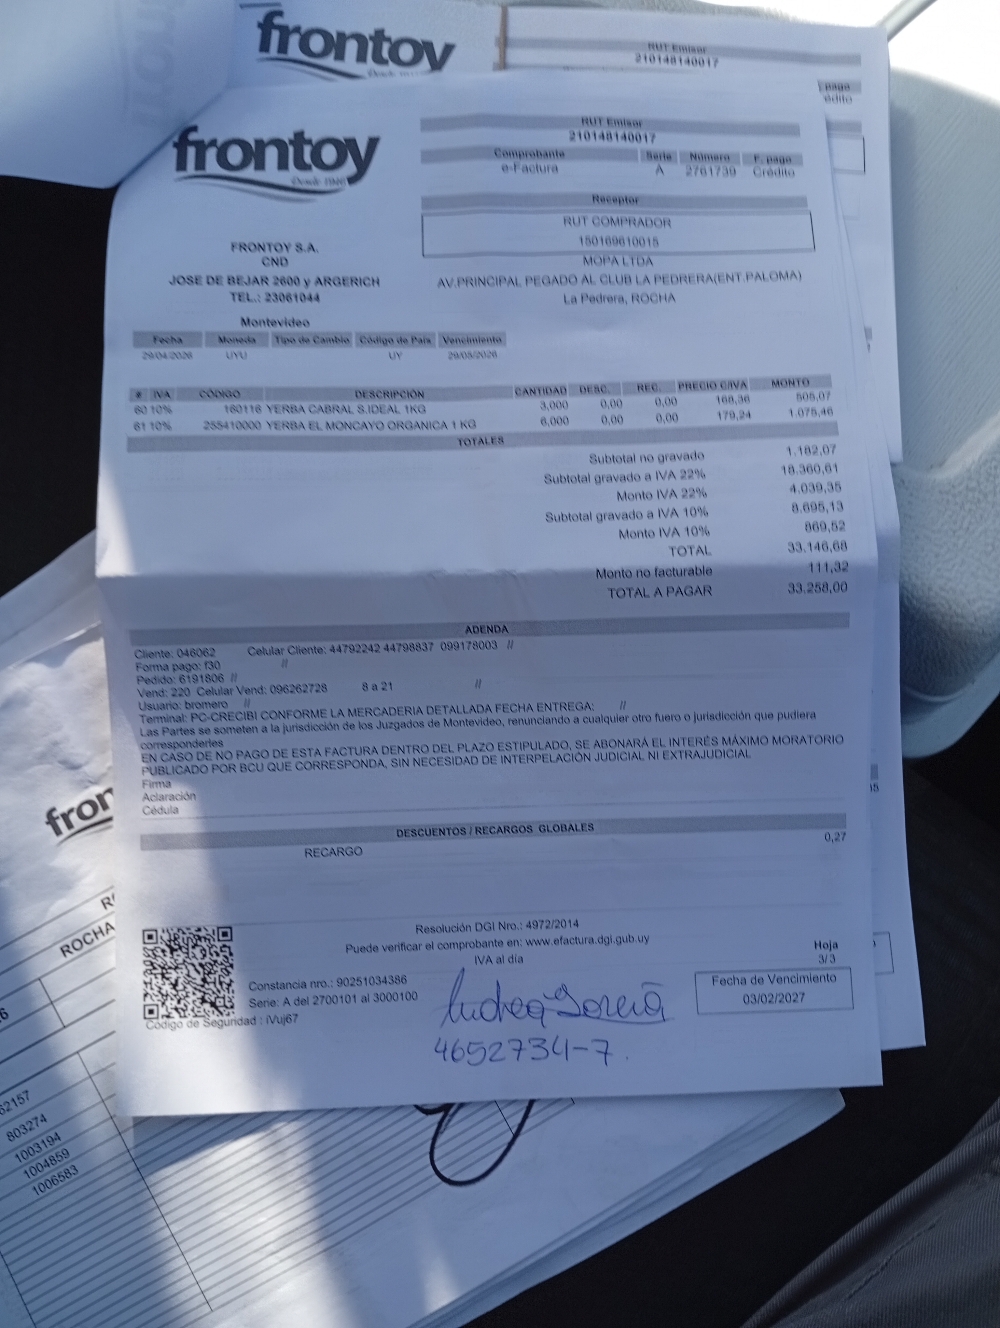 frontoy
RUT Emisor
210148140017
frontoy
Desde 1946
RUT Emisor
210148140017
Comprobante Serie Número F. pago
e-Factura A 2761739 Crédito
Receptor
RUT COMPRADOR
150169610015
MOPA LTDA
AV.PRINCIPAL PEGADO AL CLUB LA PEDRERA(ENT.PALOMA)
La Pedrera, ROCHA
FRONTOY S.A.
CND
JOSE DE BEJAR 2600 y ARGERICH
TEL.: 23061044
Montevideo
Fecha Moneda Tipo de Cambio Código de País Vencimiento
29/04/2026 UYU UY 29/05/2026
# IVA CÓDIGO DESCRIPCIÓN CANTIDAD DESC. REC. PRECIO C/IVA MONTO
60 10% 160116 YERBA CABRAL S.IDEAL 1KG 3,000 0,00 0,00 168,36 505,07
61 10% 255410000 YERBA EL MONCAYO ORGANICA 1 KG 6,000 0,00 0,00 179,24 1.075,46
TOTALES
Subtotal no gravado 1.182,07
Subtotal gravado a IVA 22% 18.360,61
Monto IVA 22% 4.039,35
Subtotal gravado a IVA 10% 8.695,13
Monto IVA 10% 869,52
TOTAL 33.146,68
Monto no facturable 111,32
TOTAL A PAGAR 33.258,00
ADENDA
Cliente: 046062 Celular Cliente: 44792242 44798837 099178003 //
Forma pago: f30 //
Pedido: 6191806 //
Vend: 220 Celular Vend: 096262728 8 a 21 //
Usuario: bromero //
Terminal: PC-CRECIBI CONFORME LA MERCADERIA DETALLADA FECHA ENTREGA: //
Las Partes se someten a la jurisdicción de los Juzgados de Montevideo, renunciando a cualquier otro fuero o jurisdicción que pudiera
corresponderles
EN CASO DE NO PAGO DE ESTA FACTURA DENTRO DEL PLAZO ESTIPULADO, SE ABONARÁ EL INTERÉS MÁXIMO MORATORIO
PUBLICADO POR BCU QUE CORRESPONDA, SIN NECESIDAD DE INTERPELACIÓN JUDICIAL NI EXTRAJUDICIAL
Firma
Aclaración
Cédula
DESCUENTOS / RECARGOS GLOBALES
RECARGO 0,27
Resolución DGI Nro.: 4972/2014
Puede verificar el comprobante en: www.efactura.dgi.gub.uy
IVA al día
Hoja
3/3
Constancia nro.: 90251034386
Serie: A del 2700101 al 3000100
Código de Seguridad : iVuj67
Fecha de Vencimiento
03/02/2027
4652734-7.
ROCHA
62157
803274
1003194
1004859
1006583